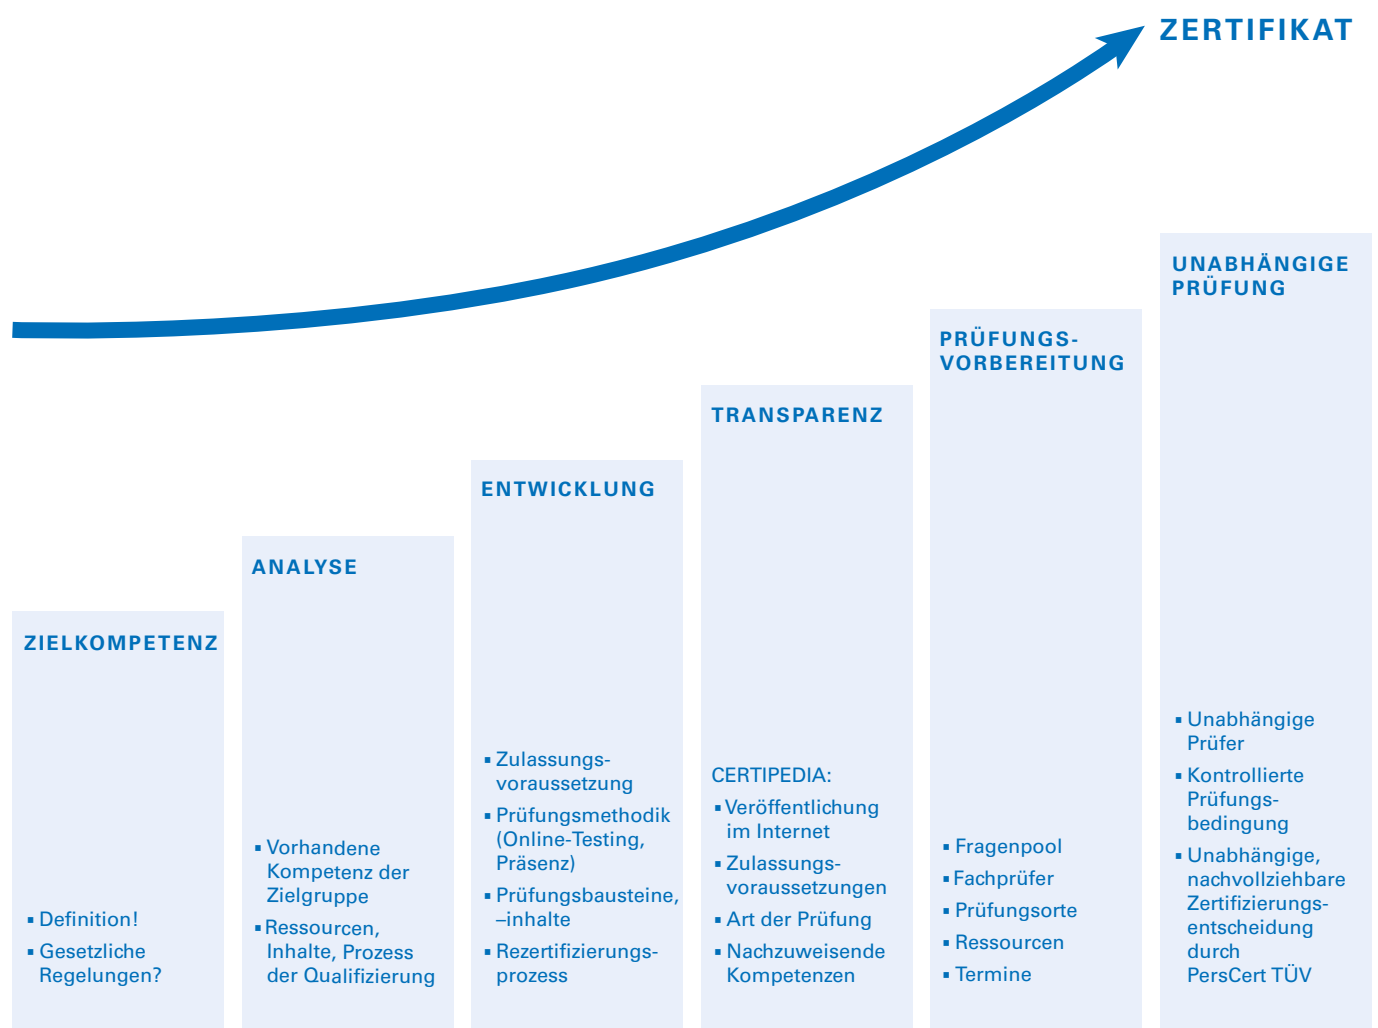 ZERTIFIKAT
ZIELKOMPETENZ
▪ Definition!
▪ Gesetzliche
Regelungen?
ANALYSE
▪ Vorhandene
Kompetenz der
Zielgruppe
▪ Ressourcen,
Inhalte, Prozess
der Qualifizierung
ENTWICKLUNG
▪ Zulassungs-
voraussetzung
▪ Prüfungsmethodik
(Online-Testing,
Präsenz)
▪ Prüfungsbausteine,
–inhalte
▪ Rezertifizierungs-
prozess
TRANSPARENZ
CERTIPEDIA:
▪ Veröffentlichung
im Internet
▪ Zulassungs-
voraussetzungen
▪ Art der Prüfung
▪ Nachzuweisende
Kompetenzen
PRÜFUNGS-
VORBEREITUNG
▪ Fragenpool
▪ Fachprüfer
▪ Prüfungsorte
▪ Ressourcen
▪ Termine
UNABHÄNGIGE
PRÜFUNG
▪ Unabhängige
Prüfer
▪ Kontrollierte
Prüfungs-
bedingung
▪ Unabhängige,
nachvollziehbare
Zertifizierungs-
entscheidung
durch
PersCert TÜV